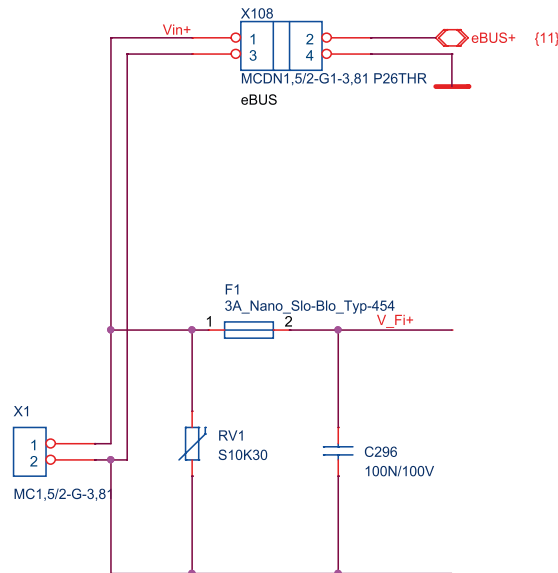 X108
Vin+
1
2
eBUS+ {11}
3
4
MCDN1,5/2-G1-3,81 P26THR
eBUS
F1
3A_Nano_Slo-Blo_Typ-454
1
2
V_Fi+
X1
1
2
MC1,5/2-G-3,81
RV1
S10K30
C296
100N/100V